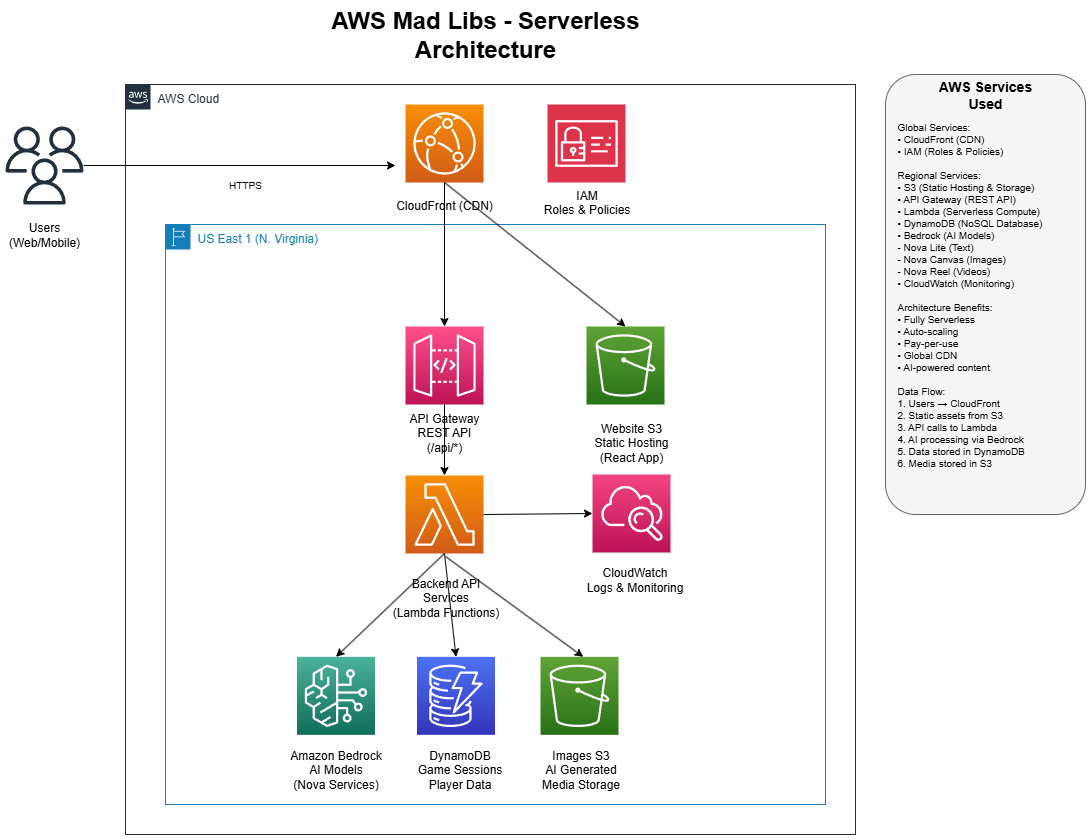 AWS Mad Libs - Serverless
Architecture
aws
AWS Cloud
HTTPS
Users
(Web/Mobile)
CloudFront (CDN)
IAM
Roles & Policies
US East 1 (N. Virginia)
API Gateway
REST API
(/api/*)
Website S3
Static Hosting
(React App)
Backend API
Services
(Lambda Functions)
CloudWatch
Logs & Monitoring
Amazon Bedrock
AI Models
(Nova Services)
DynamoDB
Game Sessions
Player Data
Images S3
AI Generated
Media Storage
AWS Services
Used
Global Services:
• CloudFront (CDN)
• IAM (Roles & Policies)
Regional Services:
• S3 (Static Hosting & Storage)
• API Gateway (REST API)
• Lambda (Serverless Compute)
• DynamoDB (NoSQL Database)
• Bedrock (AI Models)
- Nova Lite (Text)
- Nova Canvas (Images)
- Nova Reel (Videos)
• CloudWatch (Monitoring)
Architecture Benefits:
• Fully Serverless
• Auto-scaling
• Pay-per-use
• Global CDN
• AI-powered content
Data Flow:
1. Users → CloudFront
2. Static assets from S3
3. API calls to Lambda
4. AI processing via Bedrock
5. Data stored in DynamoDB
6. Media stored in S3